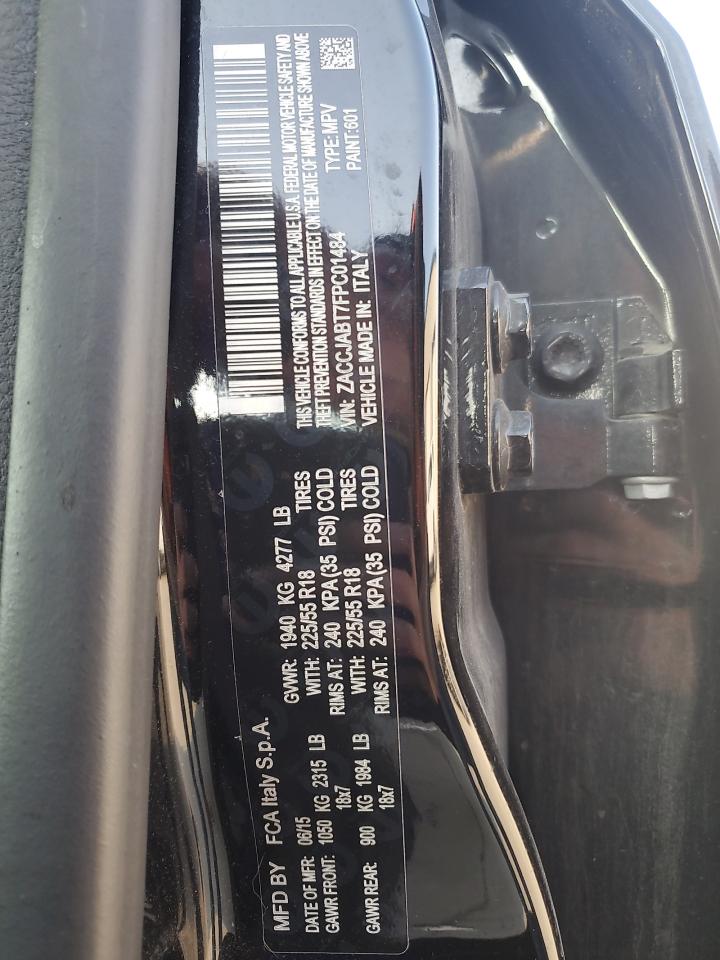 MFD BY FCA Italy S.p.A.
DATE OF MFR: 06/15 GVWR: 1940 KG 4277 LB
GAWR FRONT: 1050 KG 2315 LB WITH: 225/55 R18 TIRES
18x7 RIMS AT: 240 KPA(35 PSI) COLD
GAWR REAR: 900 KG 1984 LB WITH: 225/55 R18 TIRES
18x7 RIMS AT: 240 KPA(35 PSI) COLD
THIS VEHICLE CONFORMS TO ALL APPLICABLE U.S.A. FEDERAL MOTOR VEHICLE SAFETY AND
THEFT PREVENTION STANDARDS IN EFFECT ON THE DATE OF MANUFACTURE SHOWN ABOVE
VIN: ZACCJABT7FPC01484 TYPE: MPV
VEHICLE MADE IN: ITALY PAINT:601